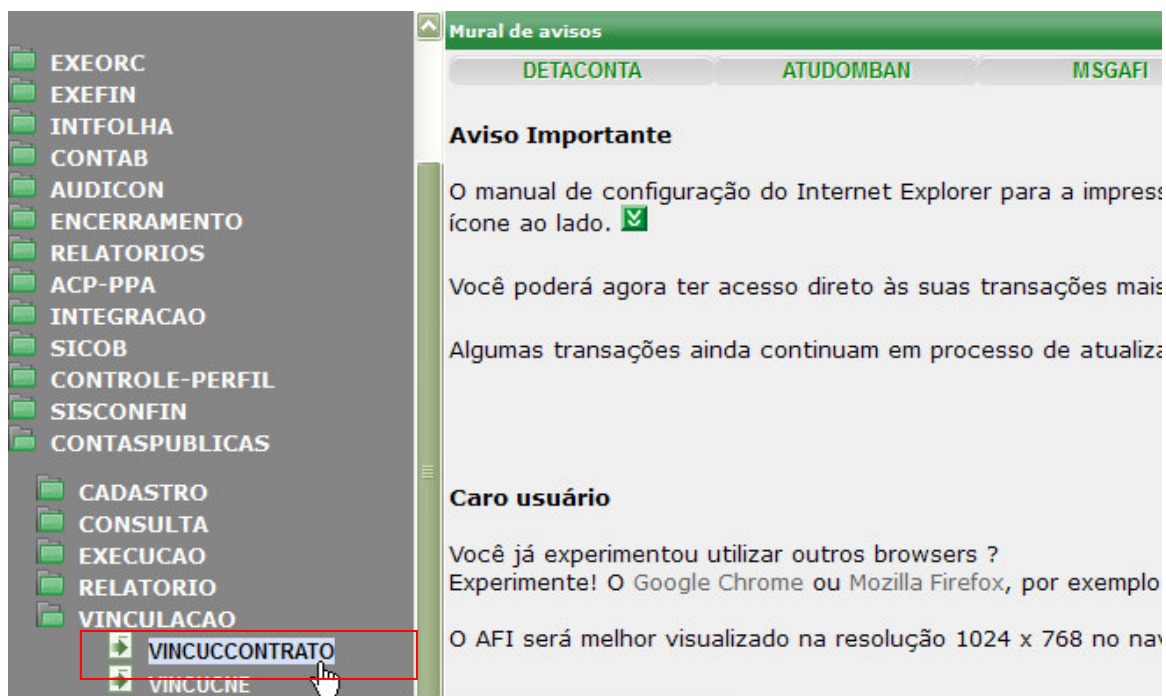 EXEORC
EXEFIN
INTFOLHA
CONTAB
AUDICON
ENCERRAMENTO
RELATORIOS
ACP-PPA
INTEGRACAO
SICOB
CONTROLE-PERFIL
SISCONFIN
CONTASPUBLICAS
CADASTRO
CONSULTA
EXECUCAO
RELATORIO
VINCULACAO
VINCUCCONTRATO
VINCUCNE
Mural de avisos
DETACONTA ATUDOMBAN MSGAFI
Aviso Importante
O manual de configuração do Internet Explorer para a impress
ícone ao lado.
Você poderá agora ter acesso direto às suas transações mais
Algumas transações ainda continuam em processo de atualiza
Caro usuário
Você já experimentou utilizar outros browsers ?
Experimente! O Google Chrome ou Mozilla Firefox, por exemplo
O AFI será melhor visualizado na resolução 1024 x 768 no nav